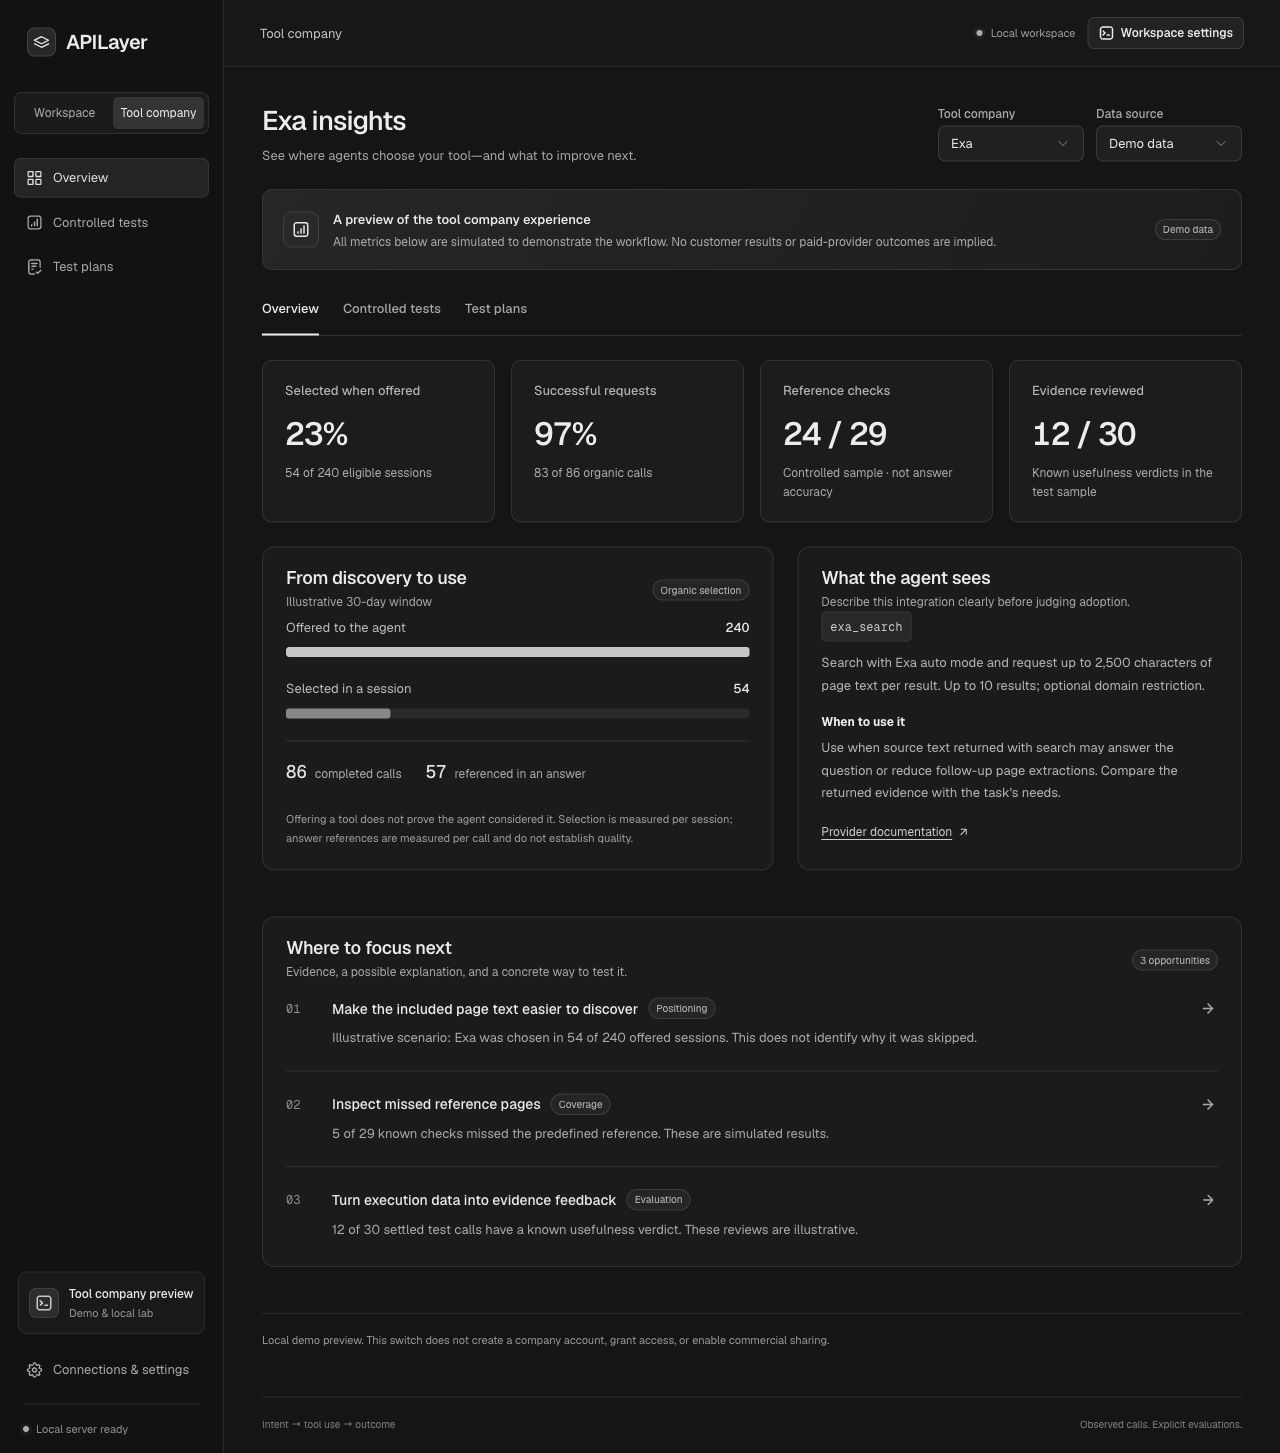 APILayer
Workspace
Tool company
Overview
Controlled tests
Test plans
Tool company preview
Demo & local lab
Connections & settings
Local server ready
Tool company
Local workspace
Workspace settings
Exa insights
See where agents choose your tool—and what to improve next.
Tool company
Exa
Data source
Demo data
A preview of the tool company experience
All metrics below are simulated to demonstrate the workflow. No customer results or paid-provider outcomes are implied.
Demo data
Overview
Controlled tests
Test plans
Selected when offered
23%
54 of 240 eligible sessions
Successful requests
97%
83 of 86 organic calls
Reference checks
24 / 29
Controlled sample · not answer
accuracy
Evidence reviewed
12 / 30
Known usefulness verdicts in the
test sample
From discovery to use
Illustrative 30-day window
Organic selection
Offered to the agent
240
Selected in a session
54
86 completed calls
57 referenced in an answer
Offering a tool does not prove the agent considered it. Selection is measured per session;
answer references are measured per call and do not establish quality.
What the agent sees
Describe this integration clearly before judging adoption.
exa_search
Search with Exa auto mode and request up to 2,500 characters of
page text per result. Up to 10 results; optional domain restriction.
When to use it
Use when source text returned with search may answer the
question or reduce follow-up page extractions. Compare the
returned evidence with the task's needs.
Provider documentation ↗
Where to focus next
Evidence, a possible explanation, and a concrete way to test it.
3 opportunities
01
Make the included page text easier to discover
Positioning
→
Illustrative scenario: Exa was chosen in 54 of 240 offered sessions. This does not identify why it was skipped.
02
Inspect missed reference pages
Coverage
→
5 of 29 known checks missed the predefined reference. These are simulated results.
03
Turn execution data into evidence feedback
Evaluation
→
12 of 30 settled test calls have a known usefulness verdict. These reviews are illustrative.
Local demo preview. This switch does not create a company account, grant access, or enable commercial sharing.
Intent → tool use → outcome
Observed calls. Explicit evaluations.